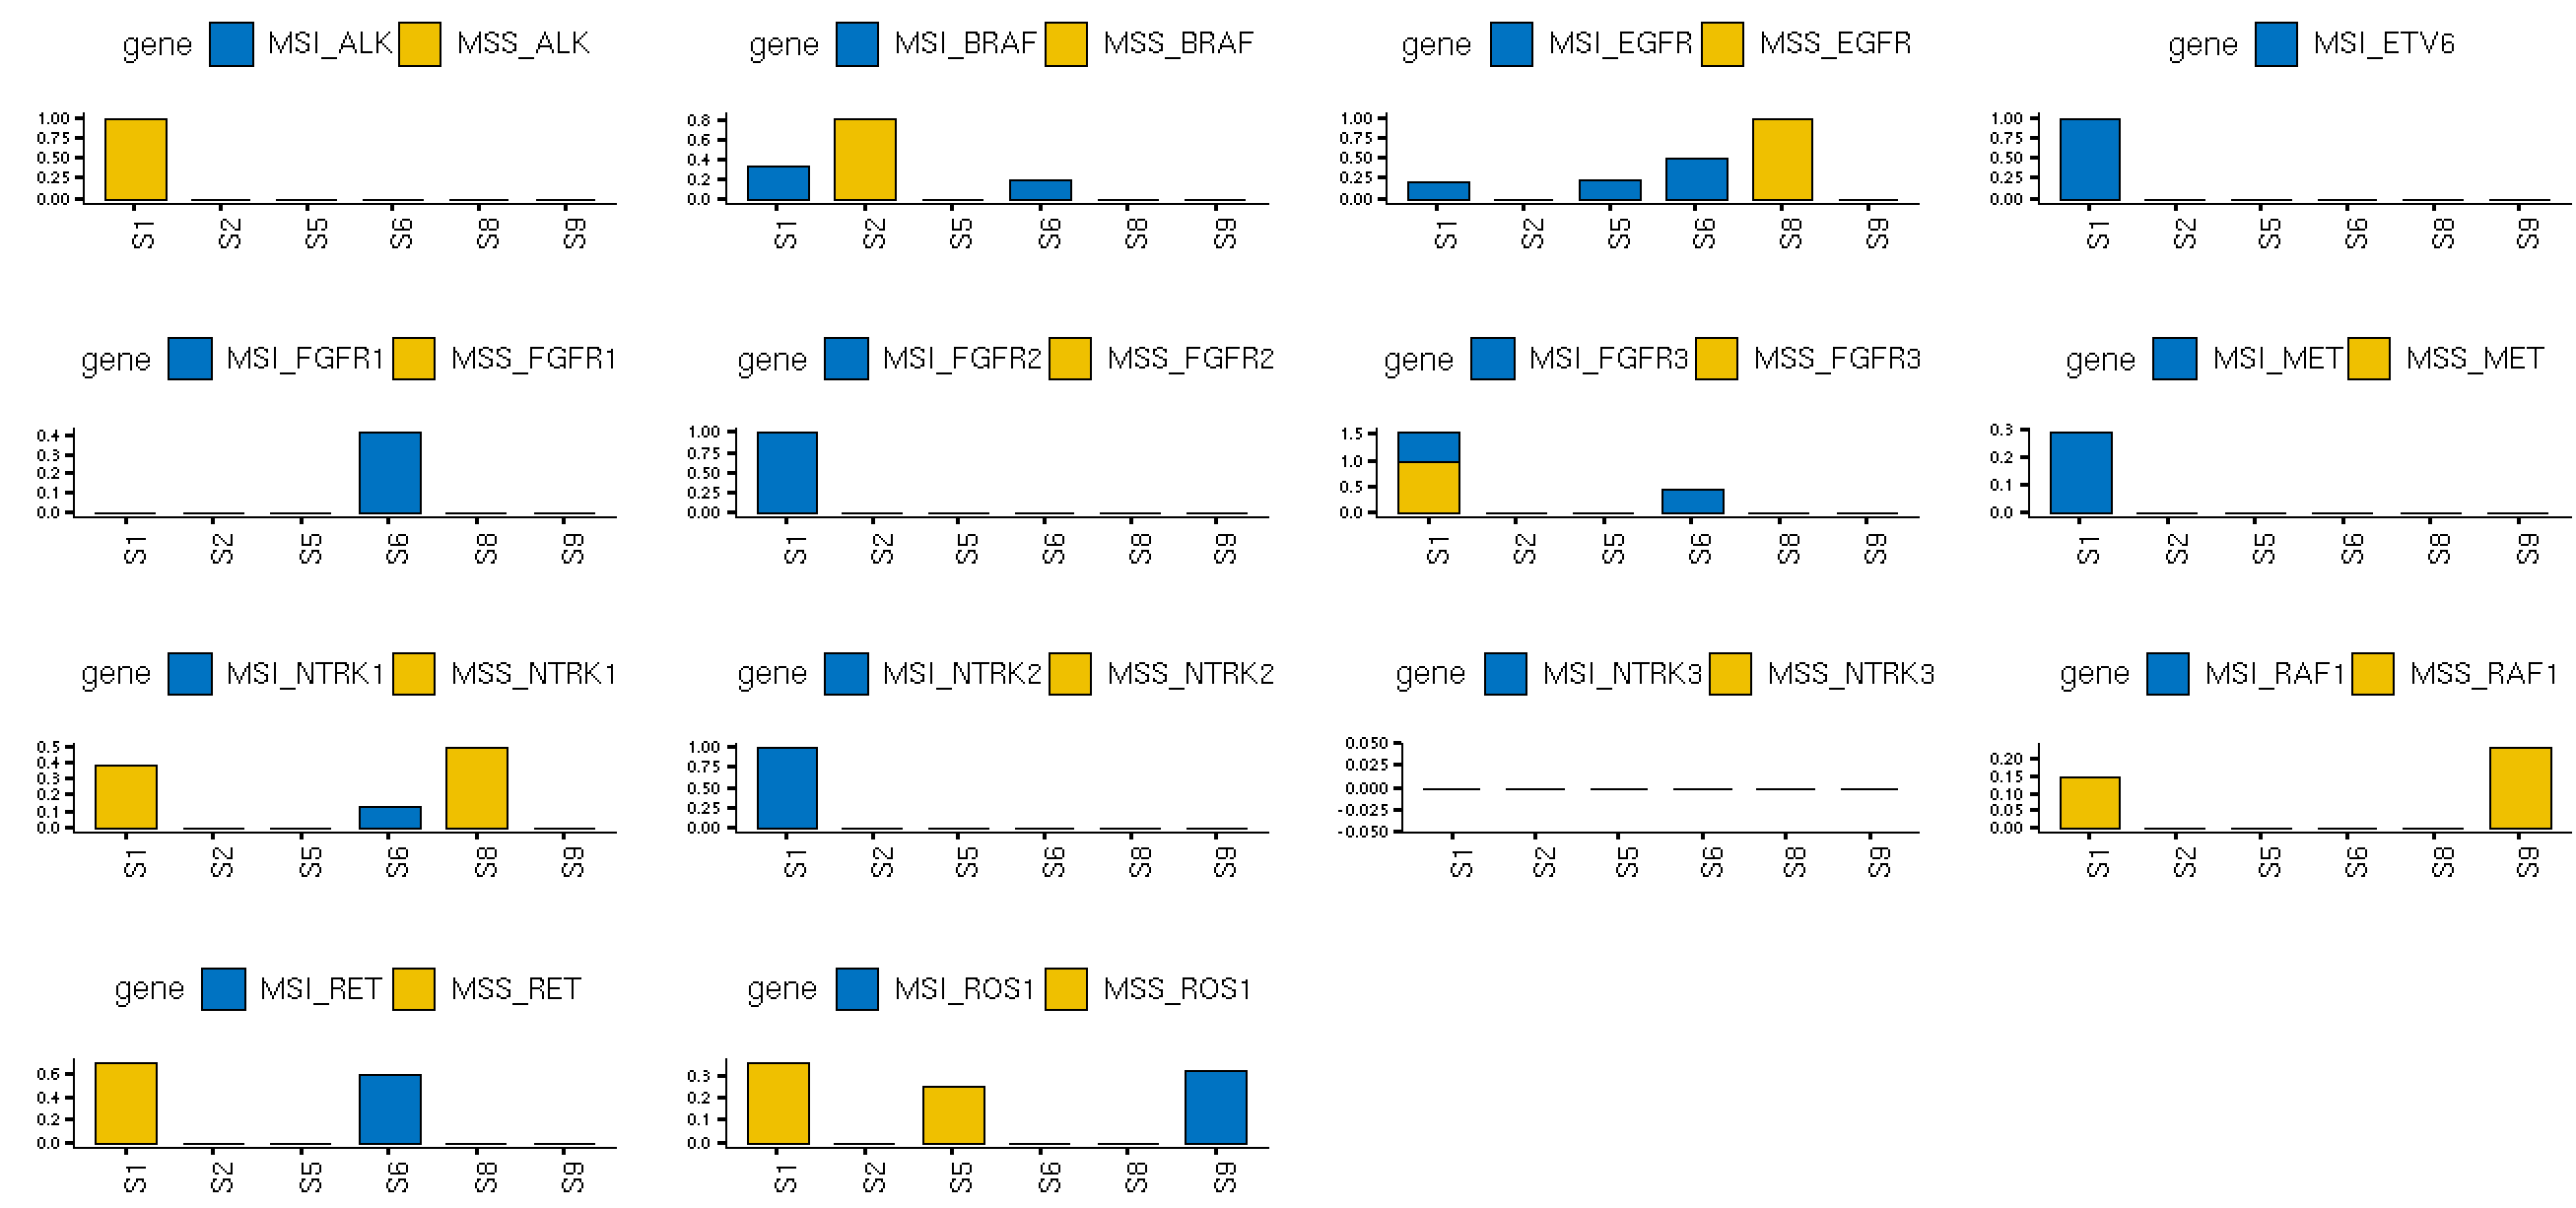 gene MSI_ALK MSS_ALK
1.00
0.75
0.50
0.25
0.00
S1 S2 S5 S6 S8 S9
gene MSI_BRAF MSS_BRAF
0.8
0.6
0.4
0.2
0.0
S1 S2 S5 S6 S8 S9
gene MSI_EGFR MSS_EGFR
1.00
0.75
0.50
0.25
0.00
S1 S2 S5 S6 S8 S9
gene MSI_ETV6
1.00
0.75
0.50
0.25
0.00
S1 S2 S5 S6 S8 S9
gene MSI_FGFR1 MSS_FGFR1
0.4
0.3
0.2
0.1
0.0
S1 S2 S5 S6 S8 S9
gene MSI_FGFR2 MSS_FGFR2
1.00
0.75
0.50
0.25
0.00
S1 S2 S5 S6 S8 S9
gene MSI_FGFR3 MSS_FGFR3
1.5
1.0
0.5
0.0
S1 S2 S5 S6 S8 S9
gene MSI_MET MSS_MET
0.3
0.2
0.1
0.0
S1 S2 S5 S6 S8 S9
gene MSI_NTRK1 MSS_NTRK1
0.5
0.4
0.3
0.2
0.1
0.0
S1 S2 S5 S6 S8 S9
gene MSI_NTRK2 MSS_NTRK2
1.00
0.75
0.50
0.25
0.00
S1 S2 S5 S6 S8 S9
gene MSI_NTRK3 MSS_NTRK3
0.050
0.025
0.000
-0.025
-0.050
S1 S2 S5 S6 S8 S9
gene MSI_RAF1 MSS_RAF1
0.20
0.15
0.10
0.05
0.00
S1 S2 S5 S6 S8 S9
gene MSI_RET MSS_RET
0.6
0.4
0.2
0.0
S1 S2 S5 S6 S8 S9
gene MSI_ROS1 MSS_ROS1
0.3
0.2
0.1
0.0
S1 S2 S5 S6 S8 S9